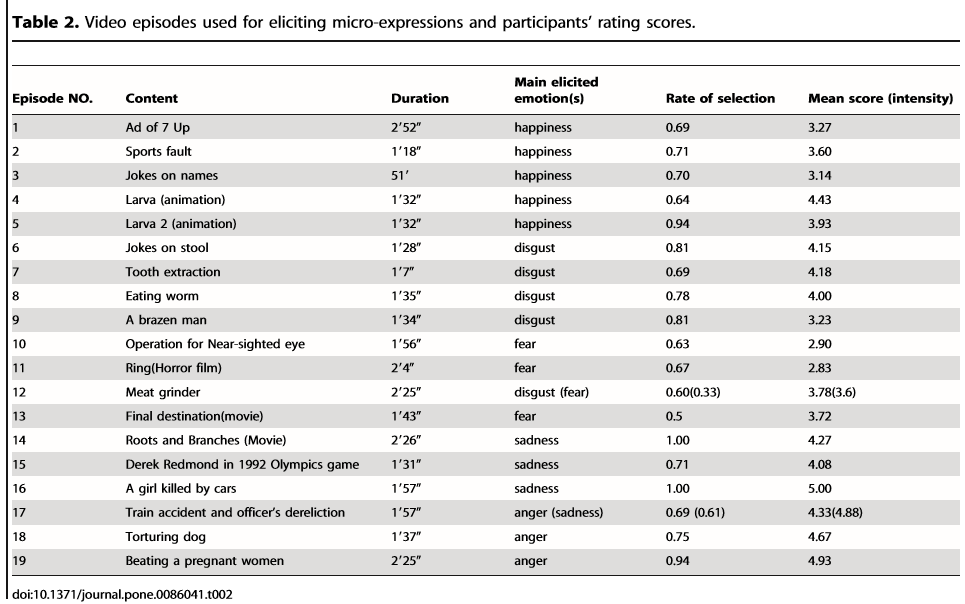 Table 2. Video episodes used for eliciting micro-expressions and participants’ rating scores.
Main elicited
Episode NO. Content Duration emotion(s) Rate of selection Mean score (intensity)
1 Ad of 7 Up 2’52” happiness 0.69 3.27
2 Sports fault 1’18” happiness 0.71 3.60
3 Jokes on names 51’ happiness 0.70 3.14
4 Larva (animation) 1’32” happiness 0.64 4.43
5 Larva 2 (animation) 1’32” happiness 0.94 3.93
6 Jokes on stool 1’28” disgust 0.81 4.15
7 Tooth extraction 1’7” disgust 0.69 4.18
8 Eating worm 1’35” disgust 0.78 4.00
9 A brazen man 1’34” disgust 0.81 3.23
10 Operation for Near-sighted eye 1’56” fear 0.63 2.90
11 Ring(Horror film) 2’4” fear 0.67 2.83
12 Meat grinder 2’25” disgust (fear) 0.60(0.33) 3.78(3.6)
13 Final destination(movie) 1’43” fear 0.5 3.72
14 Roots and Branches (Movie) 2’26” sadness 1.00 4.27
15 Derek Redmond in 1992 Olympics game 1’31” sadness 0.71 4.08
16 A girl killed by cars 1’57” sadness 1.00 5.00
17 Train accident and officer’s dereliction 1’57” anger (sadness) 0.69 (0.61) 4.33(4.88)
18 Torturing dog 1’37” anger 0.75 4.67
19 Beating a pregnant women 2’25” anger 0.94 4.93
doi:10.1371/journal.pone.0086041.t002